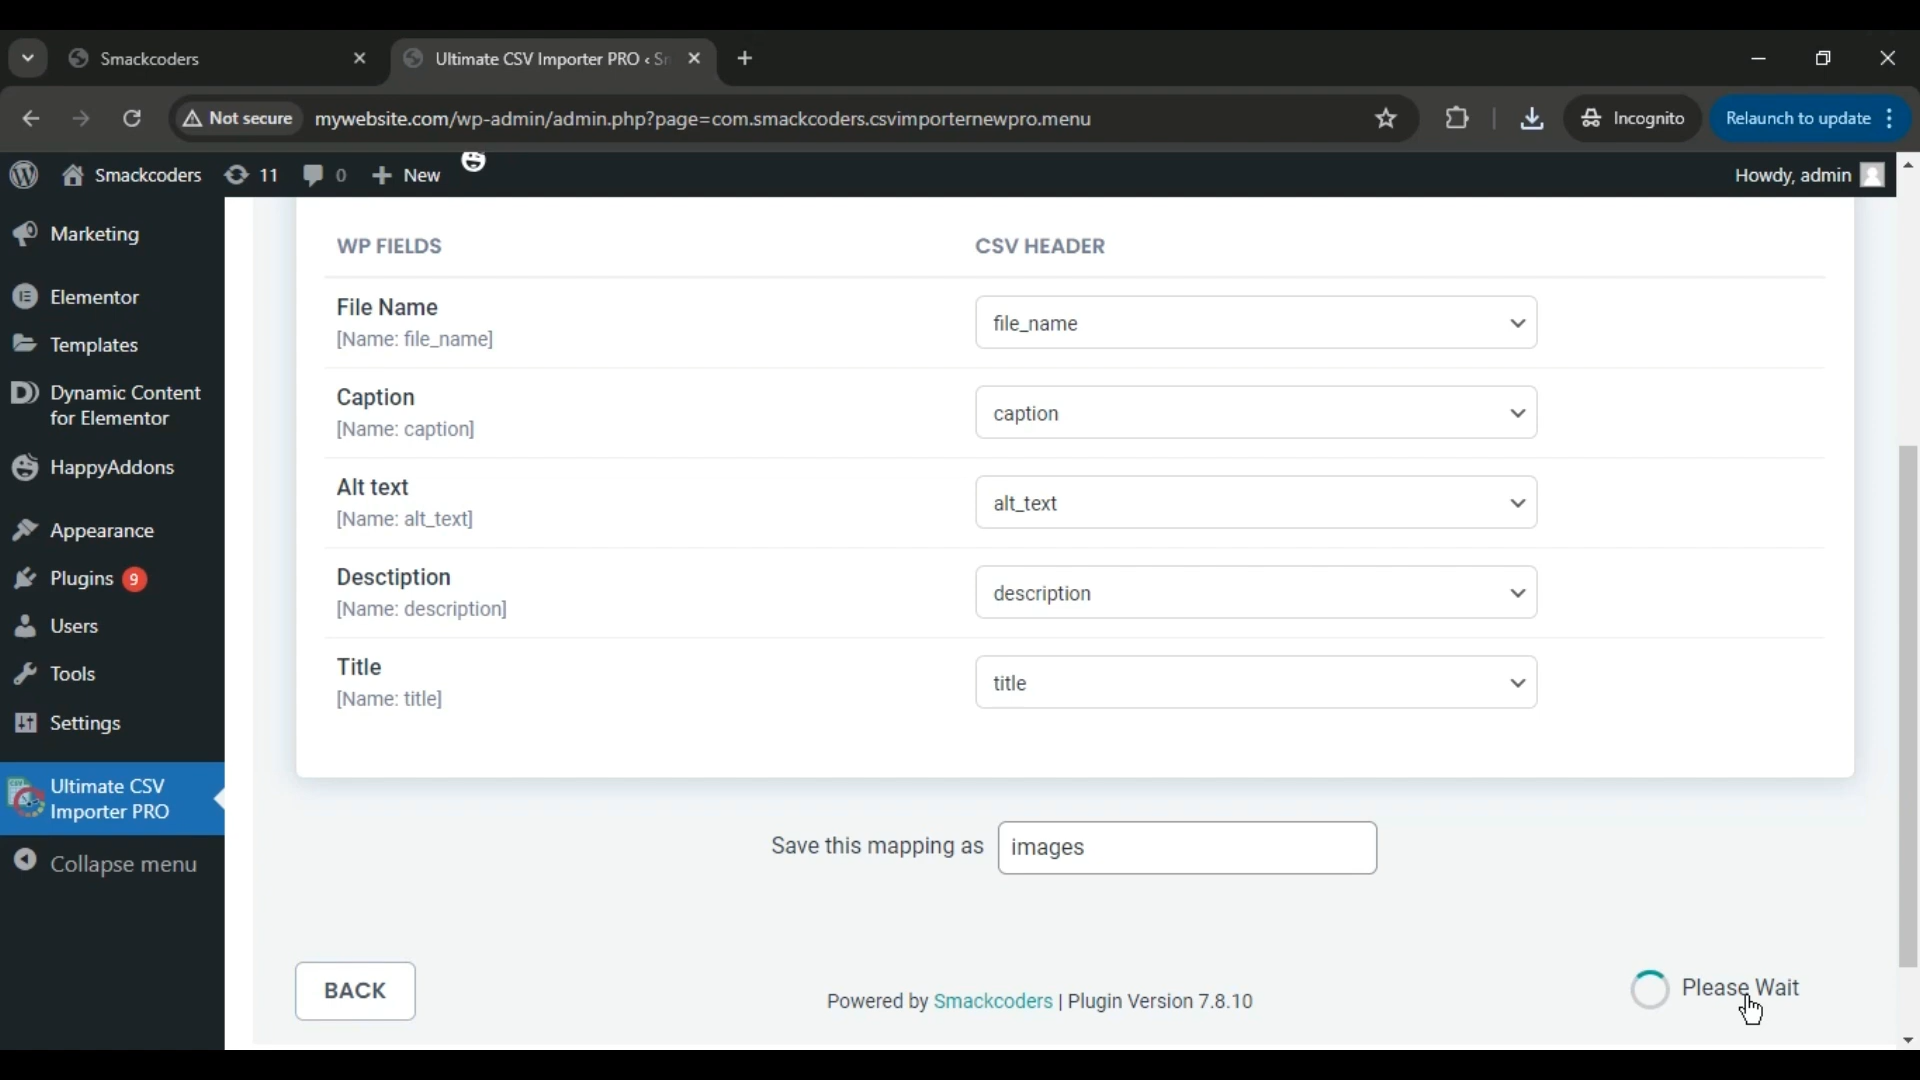 Smackcoders
Ultimate CSV Importer PRO ‹ Sr
Not secure
mywebsite.com/wp-admin/admin.php?page=com.smackcoders.csvimporternewpro.menu
Incognito
Relaunch to update
Smackcoders
11
0
New
Howdy, admin
Marketing
Elementor
Templates
Dynamic Content
for Elementor
HappyAddons
Appearance
Plugins 9
Users
Tools
Settings
Ultimate CSV
Importer PRO
Collapse menu
WP FIELDS
CSV HEADER
File Name
[Name: file_name]
file_name
Caption
[Name: caption]
caption
Alt text
[Name: alt_text]
alt_text
Desctiption
[Name: description]
description
Title
[Name: title]
title
Save this mapping as
images
BACK
Powered by Smackcoders | Plugin Version 7.8.10
Please Wait